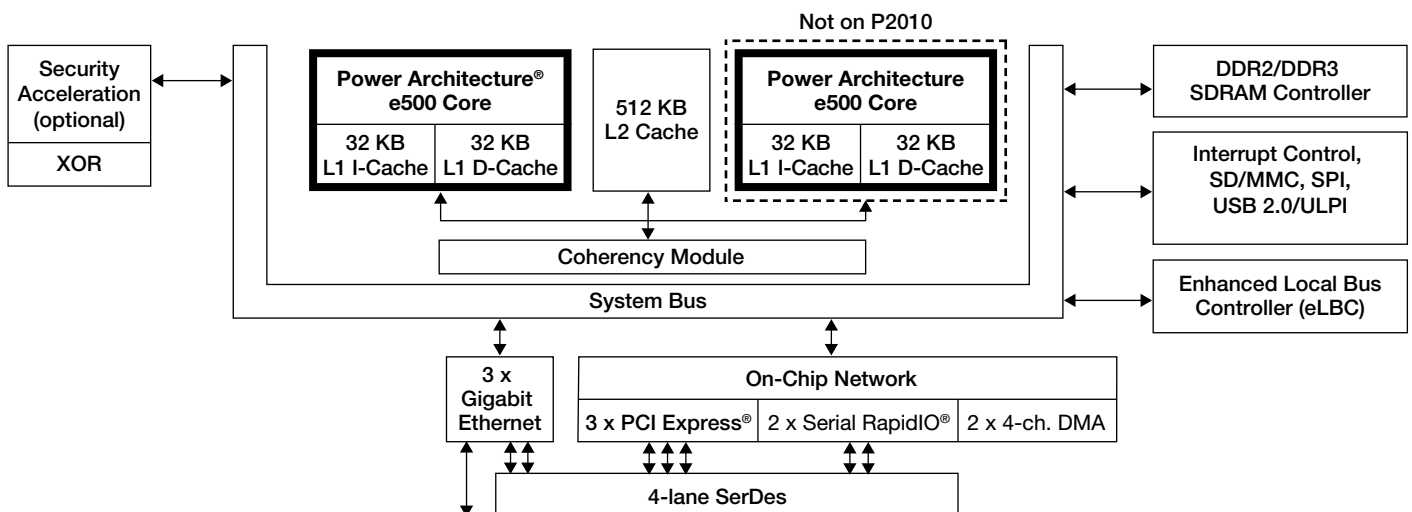 Not on P2010
Security
Acceleration
(optional)
XOR
Power Architecture®
e500 Core
32 KB
L1 I-Cache
32 KB
L1 D-Cache
512 KB
L2 Cache
Power Architecture
e500 Core
32 KB
L1 I-Cache
32 KB
L1 D-Cache
DDR2/DDR3
SDRAM Controller
Interrupt Control,
SD/MMC, SPI,
USB 2.0/ULPI
Coherency Module
System Bus
Enhanced Local Bus
Controller (eLBC)
3 x
Gigabit
Ethernet
On-Chip Network
3 x PCI Express®
2 x Serial RapidIO®
2 x 4-ch. DMA
4-lane SerDes